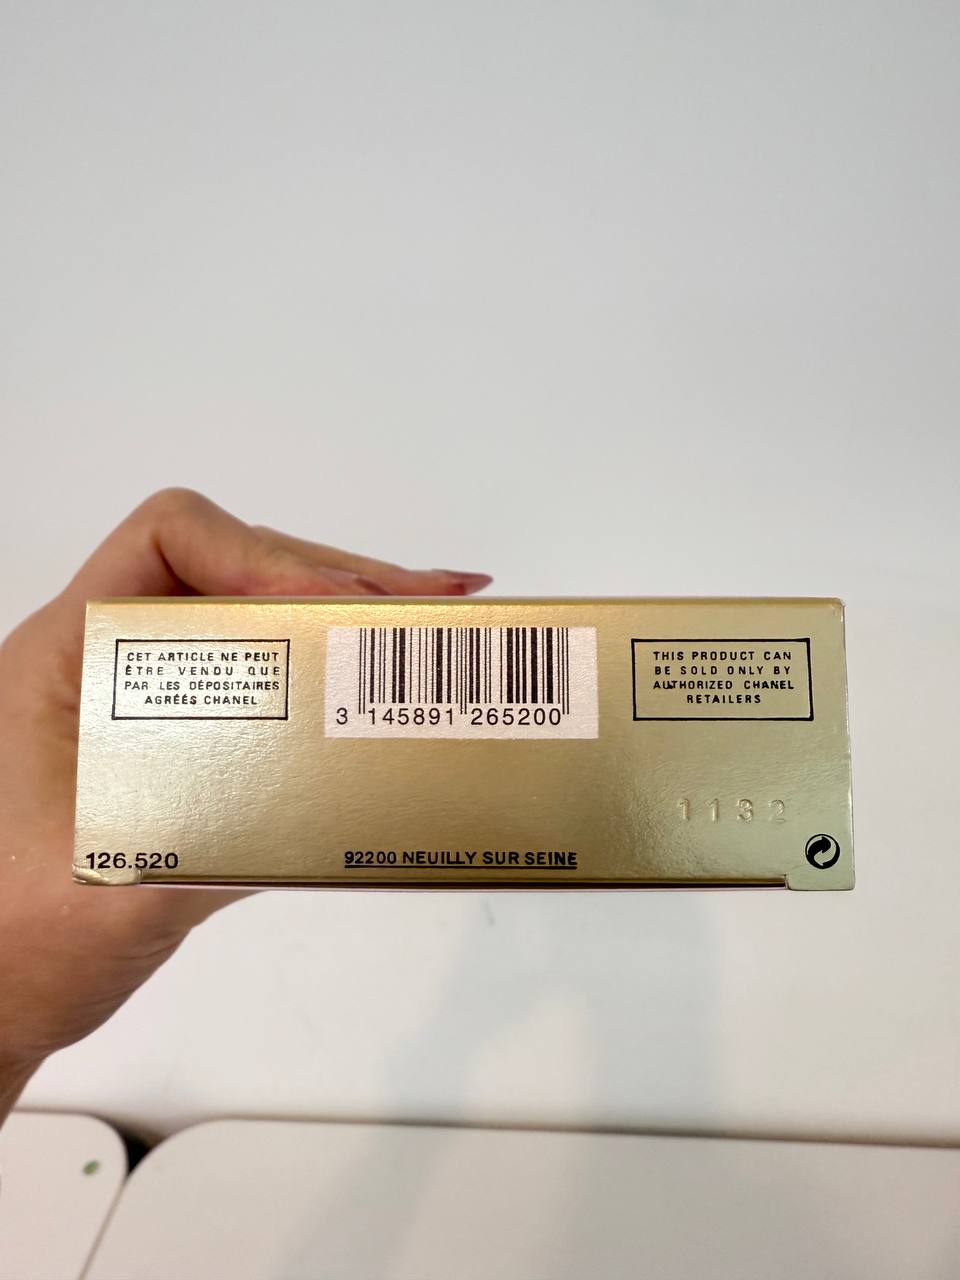 CET ARTICLE NE PEUT
ÊTRE VENDU QUE
PAR LES DÉPOSITAIRES
AGRÉÉS CHANEL
3 145891 265200
THIS PRODUCT CAN
BE SOLD ONLY BY
AUTHORIZED CHANEL
RETAILERS
1132
126.520
92200 NEUILLY SUR SEINE